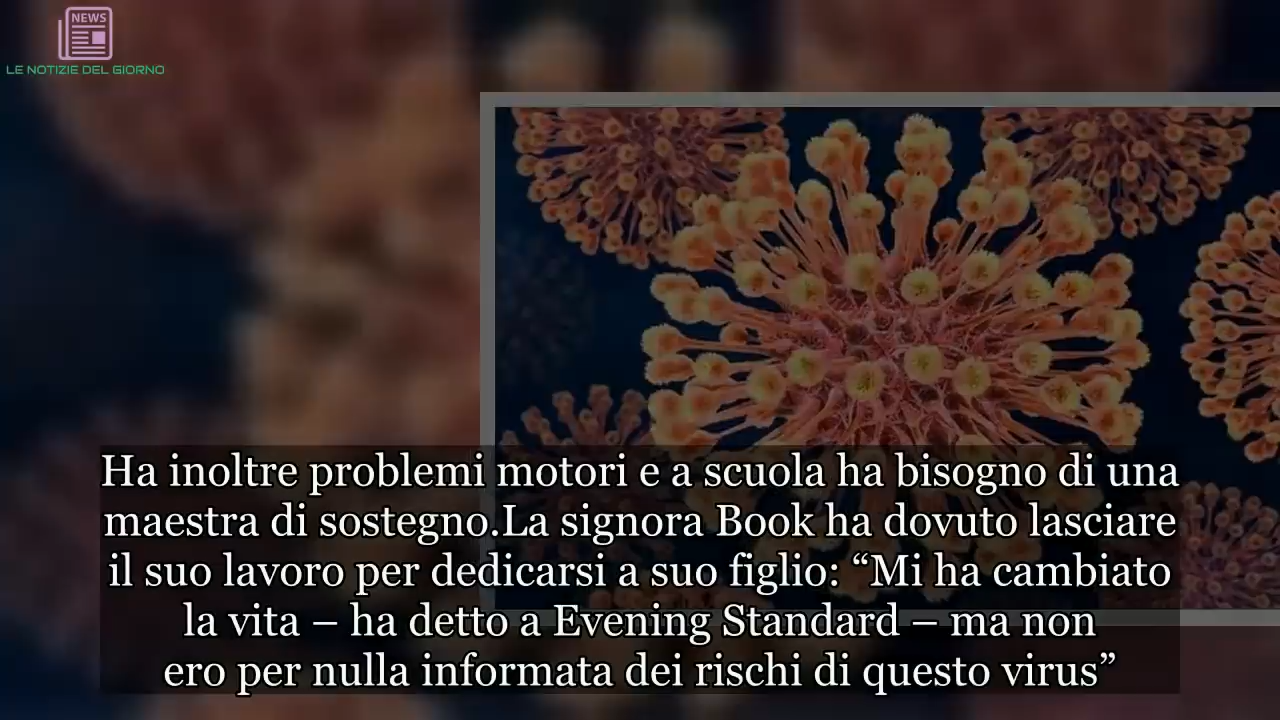 NEWS
LE NOTIZIE DEL GIORNO
Ha inoltre problemi motori e a scuola ha bisogno di una
maestra di sostegno.La signora Book ha dovuto lasciare
il suo lavoro per dedicarsi a suo figlio: “Mi ha cambiato
la vita – ha detto a Evening Standard – ma non
ero per nulla informata dei rischi di questo virus”